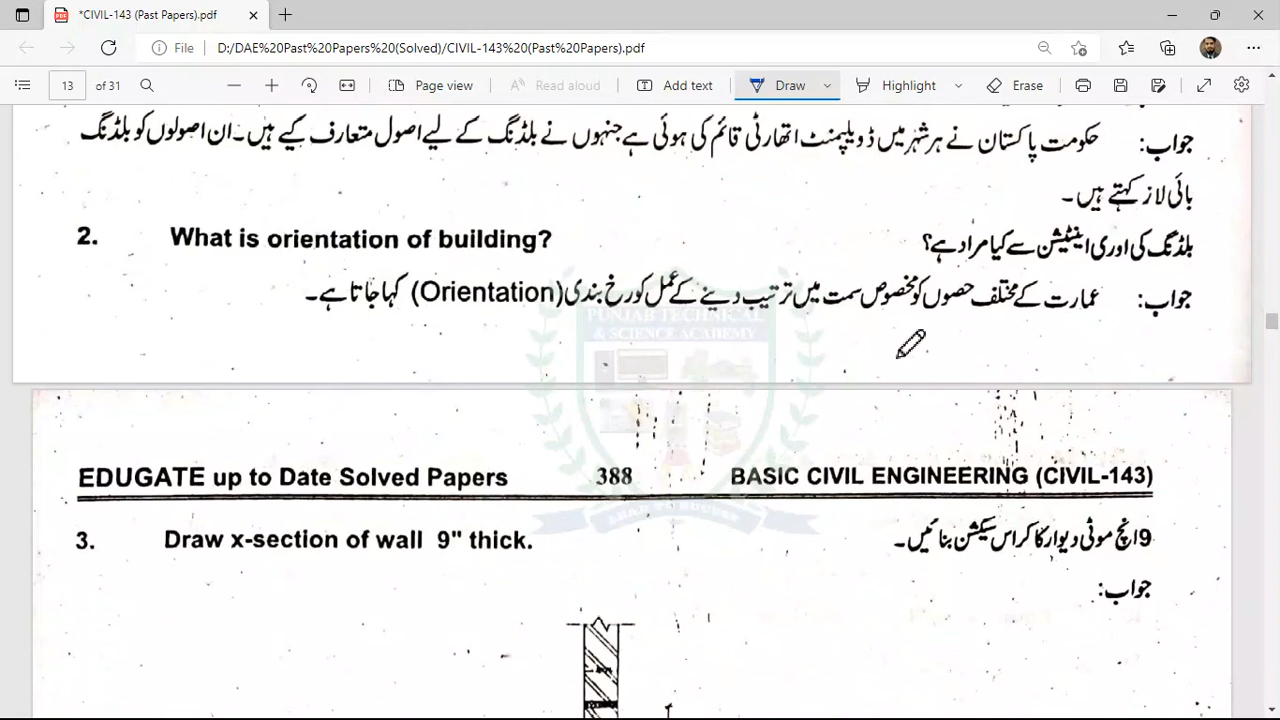 *CIVIL-143 (Past Papers).pdf
File D:/DAE%20Past%20Papers%20(Solved)/CIVIL-143%20(Past%20Papers).pdf
13 of 31 Page view Read aloud Add text Draw Highlight Erase
جواب: حکومت پاکستان نے ہر شہر میں ڈویلپمنٹ اتھارٹی قائم کی ہوئی ہے جنہوں نے بلڈنگ کے لیے اصول متعارف کیے ہیں۔ ان اصولوں کو بلڈنگ
بائی لاز کہتے ہیں۔
2. What is orientation of building? بلڈنگ کی اوری اینٹیشن سے کیا مراد ہے؟
جواب: عمارت کے مختلف حصوں کو مخصوص سمت میں ترتیب دینے کے عمل کو رخ بندی (Orientation) کہا جاتا ہے۔
PUNJAB TECHNICAL
& SCIENCE ACADEMY
EDUGATE up to Date Solved Papers 388 BASIC CIVIL ENGINEERING (CIVIL-143)
3. Draw x-section of wall 9" thick. 9 انچ موٹی دیوار کا کراس سیکشن بنائیں۔
جواب: